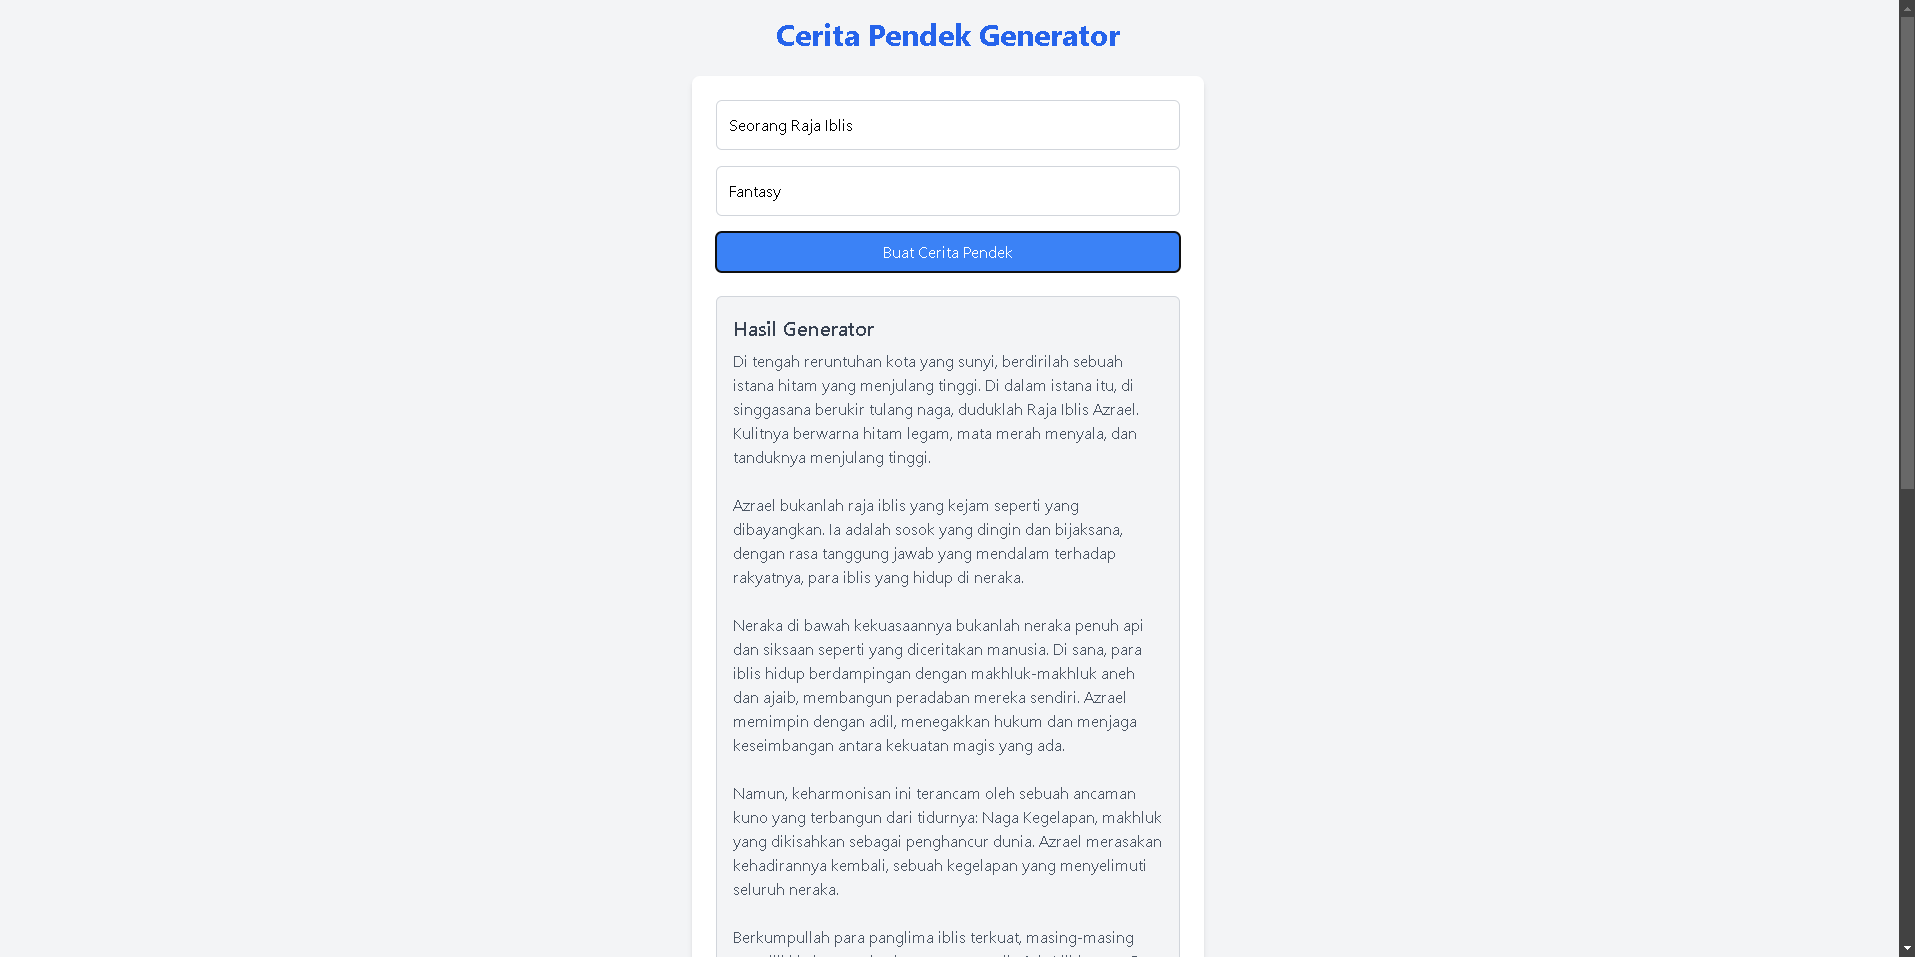 Cerita Pendek Generator
Seorang Raja Iblis
Fantasy
Buat Cerita Pendek
Hasil Generator
Di tengah reruntuhan kota yang sunyi, berdirilah sebuah
istana hitam yang menjulang tinggi. Di dalam istana itu, di
singgasana berukir tulang naga, duduklah Raja Iblis Azrael.
Kulitnya berwarna hitam legam, mata merah menyala, dan
tanduknya menjulang tinggi.
Azrael bukanlah raja iblis yang kejam seperti yang
dibayangkan. Ia adalah sosok yang dingin dan bijaksana,
dengan rasa tanggung jawab yang mendalam terhadap
rakyatnya, para iblis yang hidup di neraka.
Neraka di bawah kekuasaannya bukanlah neraka penuh api
dan siksaan seperti yang diceritakan manusia. Di sana, para
iblis hidup berdampingan dengan makhluk-makhluk aneh
dan ajaib, membangun peradaban mereka sendiri. Azrael
memimpin dengan adil, menegakkan hukum dan menjaga
keseimbangan antara kekuatan magis yang ada.
Namun, keharmonisan ini terancam oleh sebuah ancaman
kuno yang terbangun dari tidurnya: Naga Kegelapan, makhluk
yang dikisahkan sebagai penghancur dunia. Azrael merasakan
kehadirannya kembali, sebuah kegelapan yang menyelimuti
seluruh neraka.
Berkumpullah para panglima iblis terkuat, masing-masing